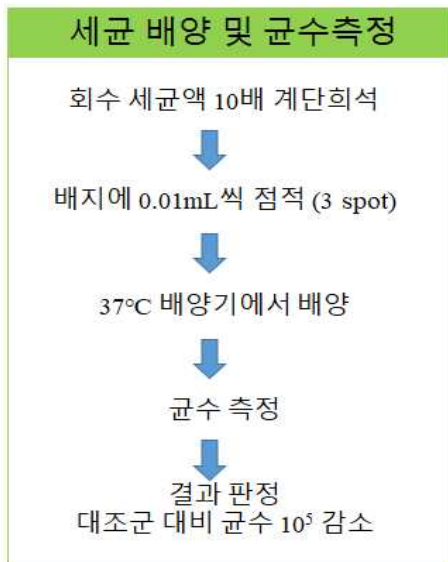 세균 배양 및 균수측정
회수 세균액 10배 계단희석
배지에 0.01mL씩 점적 (3 spot)
37°C 배양기에서 배양
균수 측정
결과 판정
대조군 대비 균수 10⁵ 감소